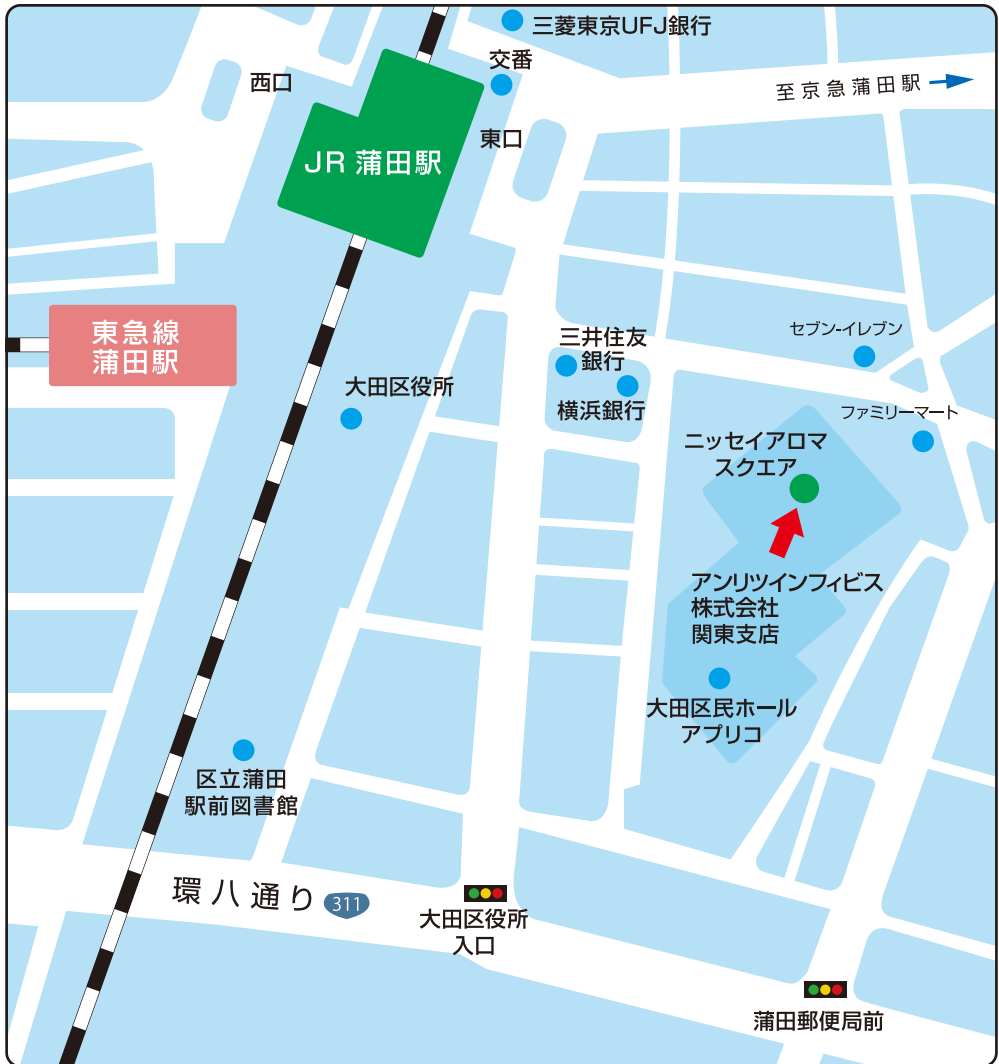 三菱東京UFJ銀行
交番
西口
至京急蒲田駅
東口
JR 蒲田駅
東急線
蒲田駅
三井住友
銀行
セブン-イレブン
大田区役所
横浜銀行
ファミリーマート
ニッセイアロマ
スクエア
アンリツインフィビス
株式会社
関東支店
大田区民ホール
アプリコ
区立蒲田
駅前図書館
環八通り
311
大田区役所
入口
蒲田郵便局前